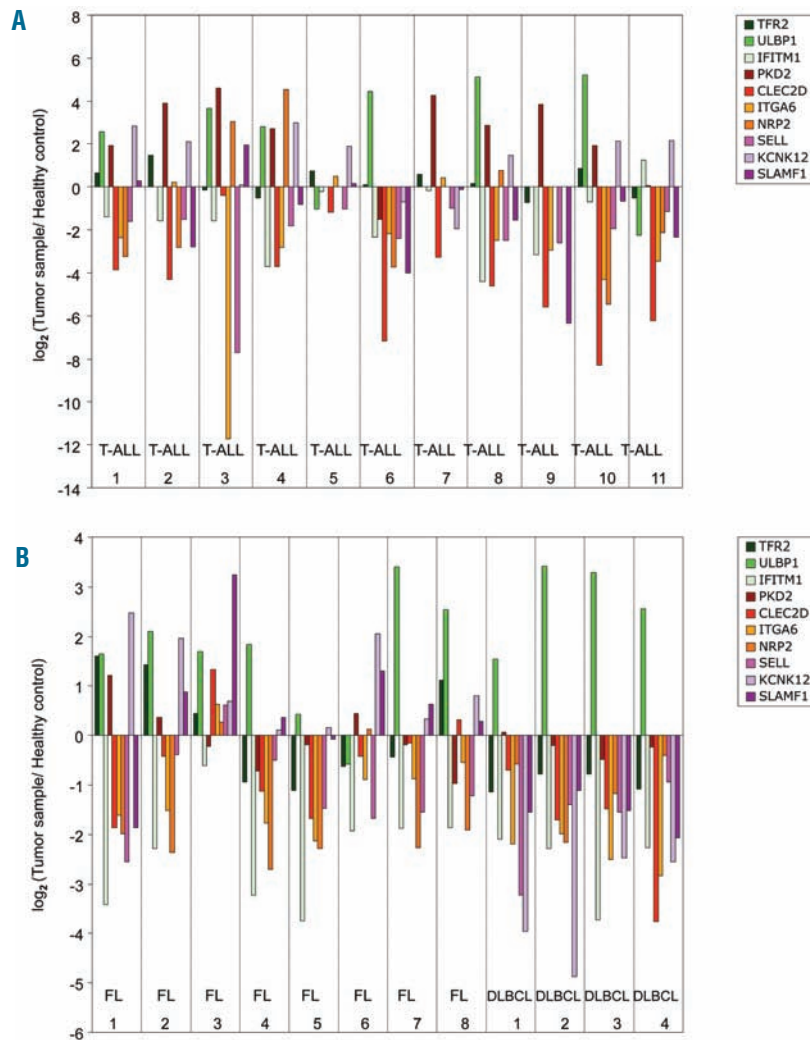 A
log2 (Tumor sample/ Healthy control)
8
6
4
2
0
-2
-4
-6
-8
-10
-12
-14
T-ALL T-ALL T-ALL T-ALL T-ALL T-ALL T-ALL T-ALL T-ALL T-ALL T-ALL
1 2 3 4 5 6 7 8 9 10 11
TFR2
ULBP1
IFITM1
PKD2
CLEC2D
ITGA6
NRP2
SELL
KCNK12
SLAMF1
B
log2 (Tumor sample/ Healthy control)
4
3
2
1
0
-1
-2
-3
-4
-5
-6
FL FL FL FL FL FL FL FL DLBCL DLBCL DLBCL DLBCL
1 2 3 4 5 6 7 8 1 2 3 4
TFR2
ULBP1
IFITM1
PKD2
CLEC2D
ITGA6
NRP2
SELL
KCNK12
SLAMF1